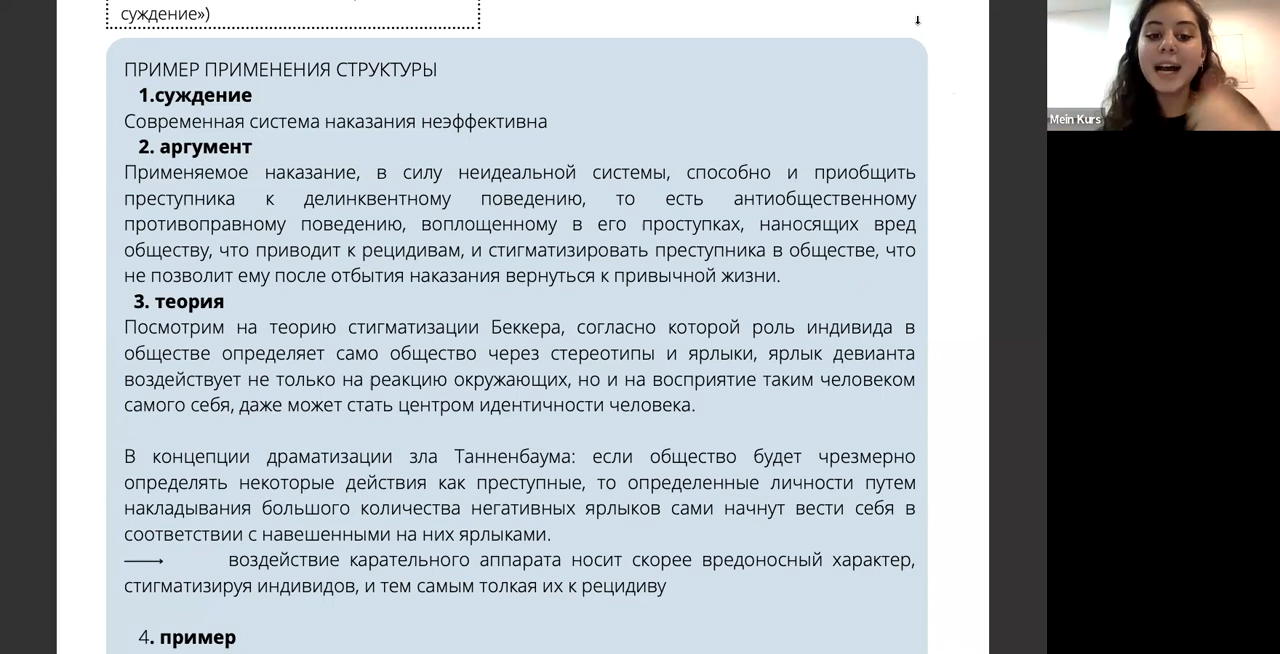 суждение»)
ПРИМЕР ПРИМЕНЕНИЯ СТРУКТУРЫ
1.суждение
Современная система наказания неэффективна
2. аргумент
Применяемое наказание, в силу неидеальной системы, способно и приобщить
преступника к делинквентному поведению, то есть антиобщественному
противоправному поведению, воплощенному в его проступках, наносящих вред
обществу, что приводит к рецидивам, и стигматизировать преступника в обществе, что
не позволит ему после отбытия наказания вернуться к привычной жизни.
3. теория
Посмотрим на теорию стигматизации Беккера, согласно которой роль индивида в
обществе определяет само общество через стереотипы и ярлыки, ярлык девианта
воздействует не только на реакцию окружающих, но и на восприятие таким человеком
самого себя, даже может стать центром идентичности человека.
В концепции драматизации зла Танненбаума: если общество будет чрезмерно
определять некоторые действия как преступные, то определенные личности путем
накладывания большого количества негативных ярлыков сами начнут вести себя в
соответствии с навешенными на них ярлыками.
воздействие карательного аппарата носит скорее вредоносный характер,
стигматизируя индивидов, и тем самым толкая их к рецидиву
4. пример
Mein Kurs